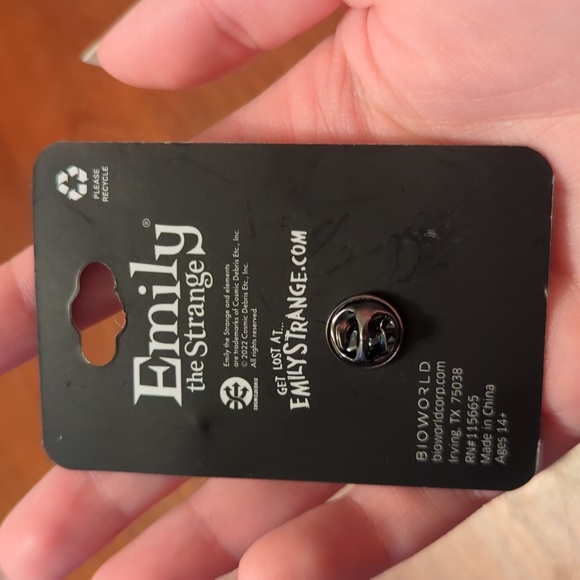 PLEASE
RECYCLE
Emily®
the Strange
Emily the Strange and elements
are trademarks of Cosmic Debris Etc., Inc.
© 2022 Cosmic Debris Etc., Inc.
All rights reserved.
COSMICDEBRIS
GET LOST AT...
EMILYSTRANGE.COM
BIOWORLD
bioworldcorp.com
Irving, TX 75038
RN#115665
Made in China
Ages 14+